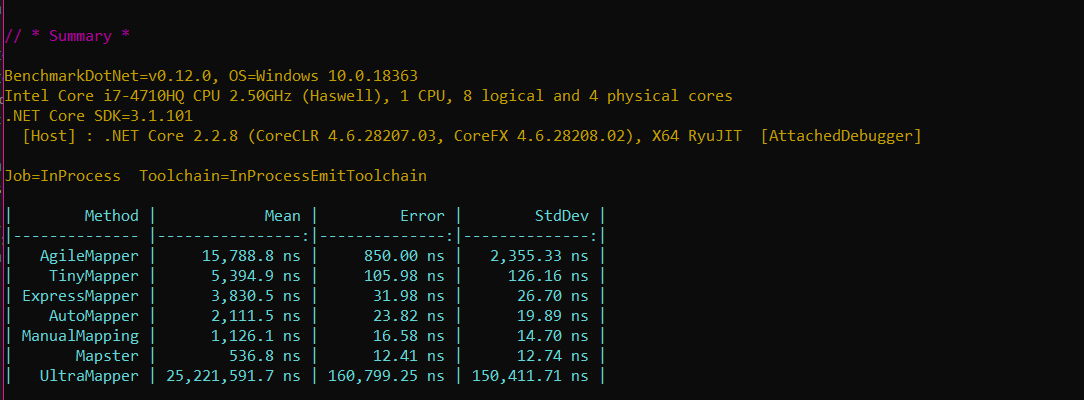 // * Summary *
BenchmarkDotNet=v0.12.0, OS=Windows 10.0.18363
Intel Core i7-4710HQ CPU 2.50GHz (Haswell), 1 CPU, 8 logical and 4 physical cores
.NET Core SDK=3.1.101
  [Host] : .NET Core 2.2.8 (CoreCLR 4.6.28207.03, CoreFX 4.6.28208.02), X64 RyuJIT  [AttachedDebugger]
Job=InProcess  Toolchain=InProcessEmitToolchain
|        Method |            Mean |         Error |        StdDev |
|-------------- |----------------:|--------------:|--------------:|
|   AgileMapper |     15,788.8 ns |     850.00 ns |   2,355.33 ns |
|    TinyMapper |      5,394.9 ns |     105.98 ns |     126.16 ns |
| ExpressMapper |      3,830.5 ns |      31.98 ns |      26.70 ns |
|    AutoMapper |      2,111.5 ns |      23.82 ns |      19.89 ns |
| ManualMapping |      1,126.1 ns |      16.58 ns |      14.70 ns |
|       Mapster |        536.8 ns |      12.41 ns |      12.74 ns |
|   UltraMapper | 25,221,591.7 ns | 160,799.25 ns | 150,411.71 ns |